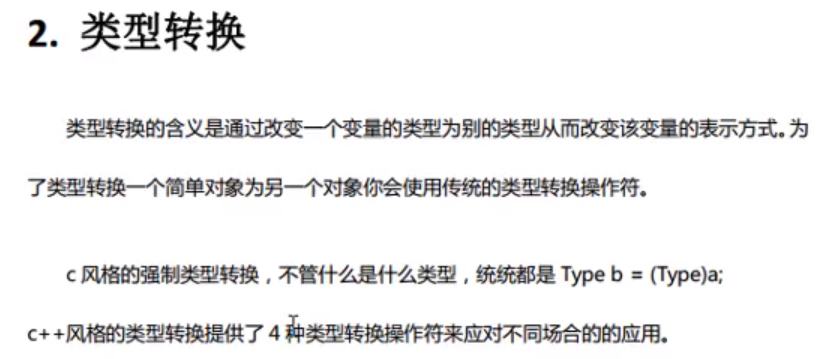 2. 类型转换
类型转换的含义是通过改变一个变量的类型为别的类型从而改变该变量的表示方式。为
了类型转换一个简单对象为另一个对象你会使用传统的类型转换操作符。
c 风格的强制类型转换，不管什么是什么类型，统统都是 Type b = (Type)a;
c++风格的类型转换提供了 4 种类型转换操作符来应对不同场合的的应用。